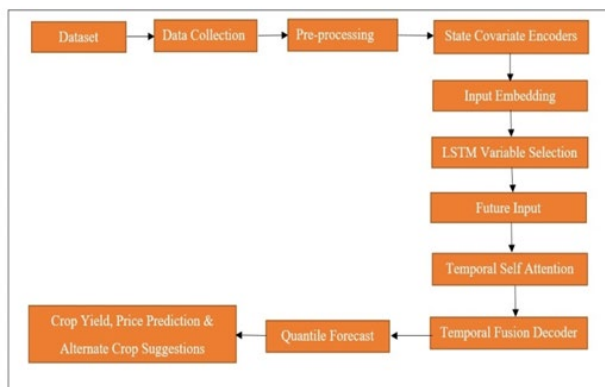 Dataset
Data Collection
Pre-processing
State Covariate Encoders
Input Embedding
LSTM Variable Selection
Future Input
Temporal Self Attention
Temporal Fusion Decoder
Quantile Forecast
Crop Yield, Price Prediction &
Alternate Crop Suggestions